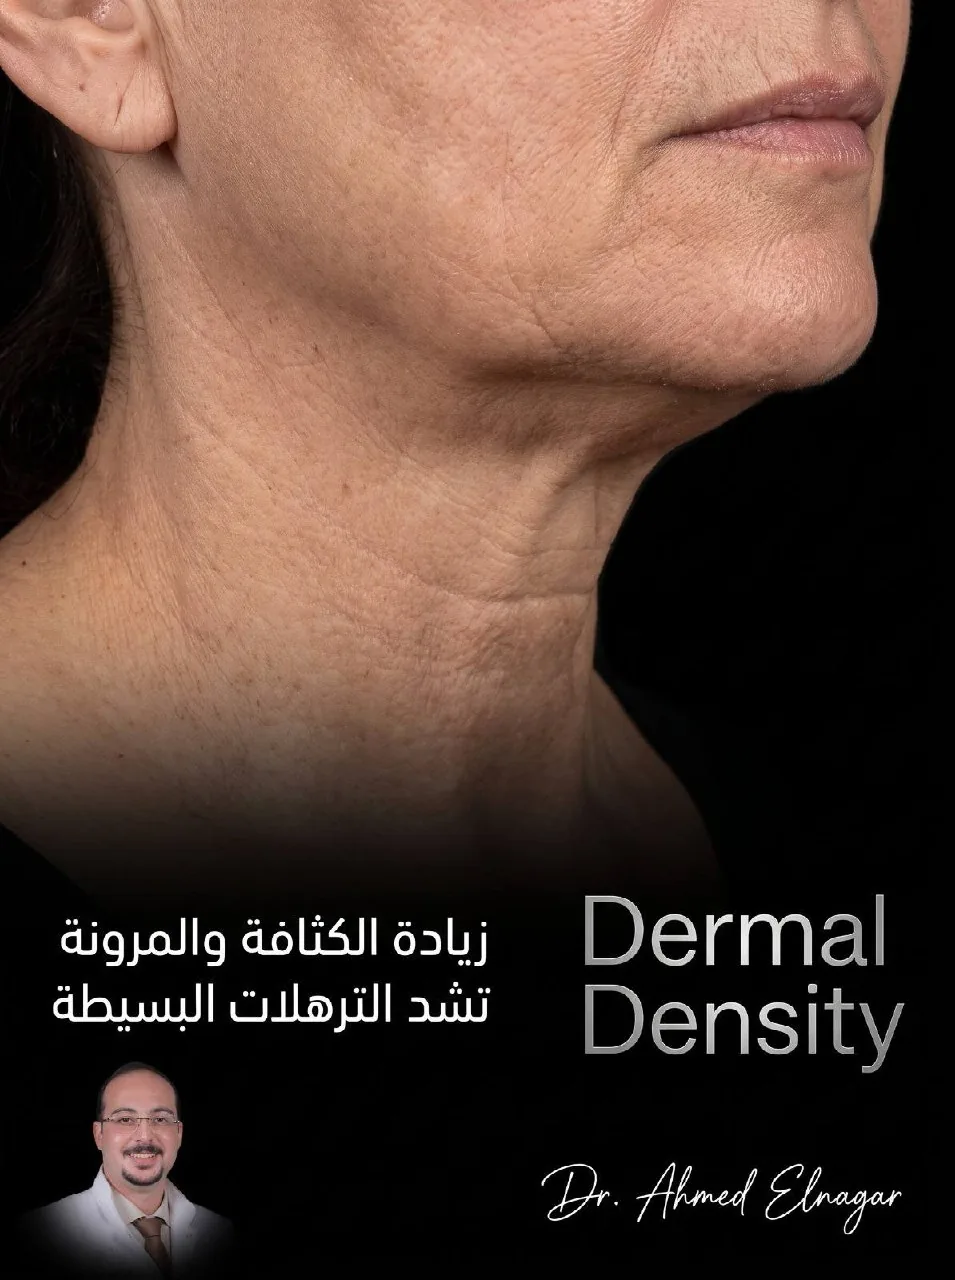 زيادة الكثافة والمرونة
تشد الترهلات البسيطة
Dermal
Density
Dr. Ahmed Elnagar